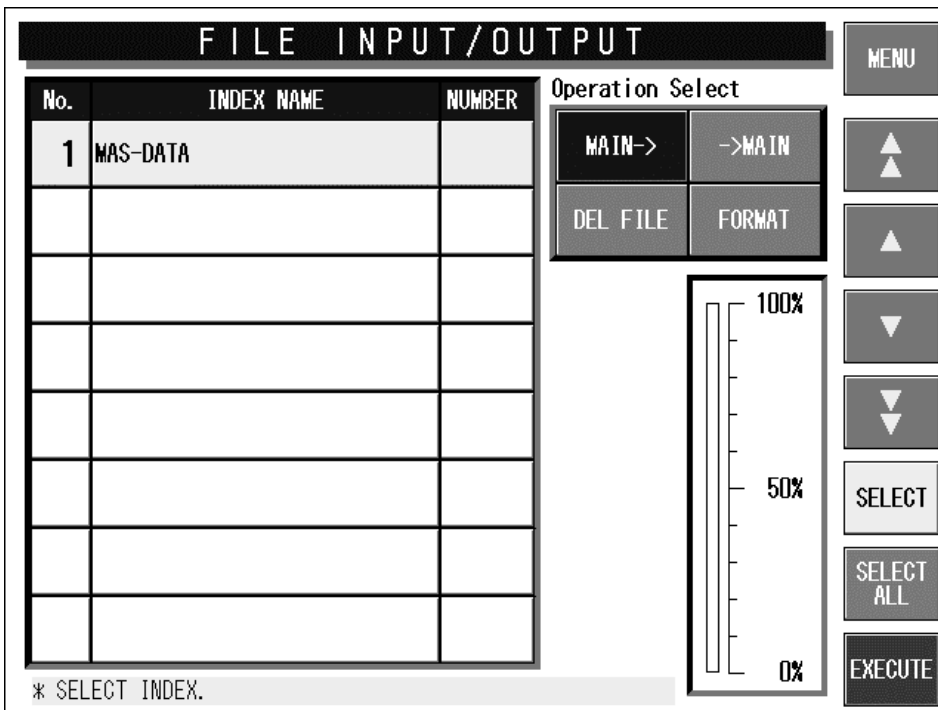 FILE INPUT/OUTPUT
MENU
No. INDEX NAME NUMBER
1 MAS-DATA
Operation Select
MAIN-> ->MAIN
DEL FILE FORMAT
100%
50%
0%
SELECT
SELECT
ALL
EXECUTE
* SELECT INDEX.